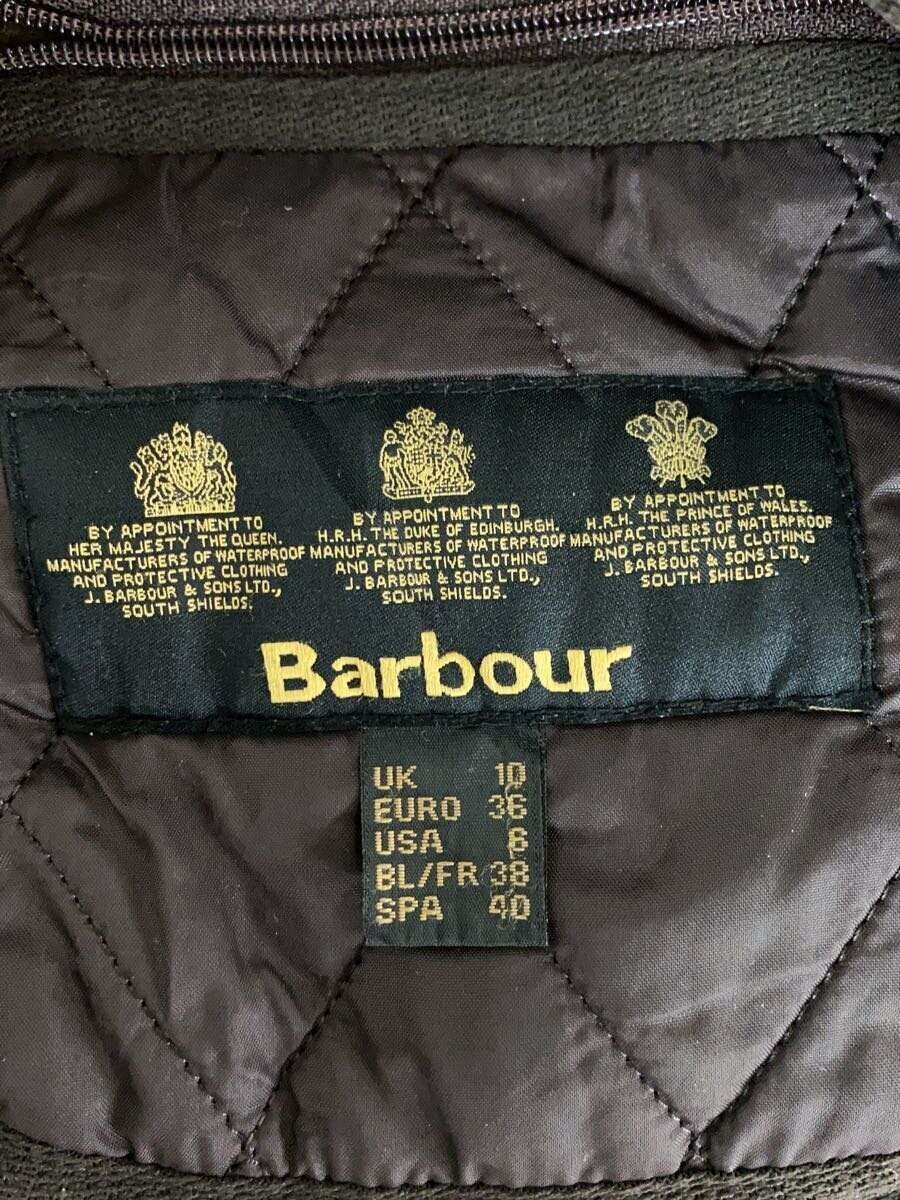 BY APPOINTMENT TO
HER MAJESTY THE QUEEN.
MANUFACTURERS OF WATERPROOF
AND PROTECTIVE CLOTHING
J. BARBOUR & SONS LTD.,
SOUTH SHIELDS.
BY APPOINTMENT TO
H.R.H. THE DUKE OF EDINBURGH.
MANUFACTURERS OF WATERPROOF
AND PROTECTIVE CLOTHING
J. BARBOUR & SONS LTD.,
SOUTH SHIELDS.
BY APPOINTMENT TO
H.R.H. THE PRINCE OF WALES.
MANUFACTURERS OF WATERPROOF
AND PROTECTIVE CLOTHING
J. BARBOUR & SONS LTD.,
SOUTH SHIELDS.
Barbour
UK 10
EURO 36
USA 6
BL/FR 38
SPA 40